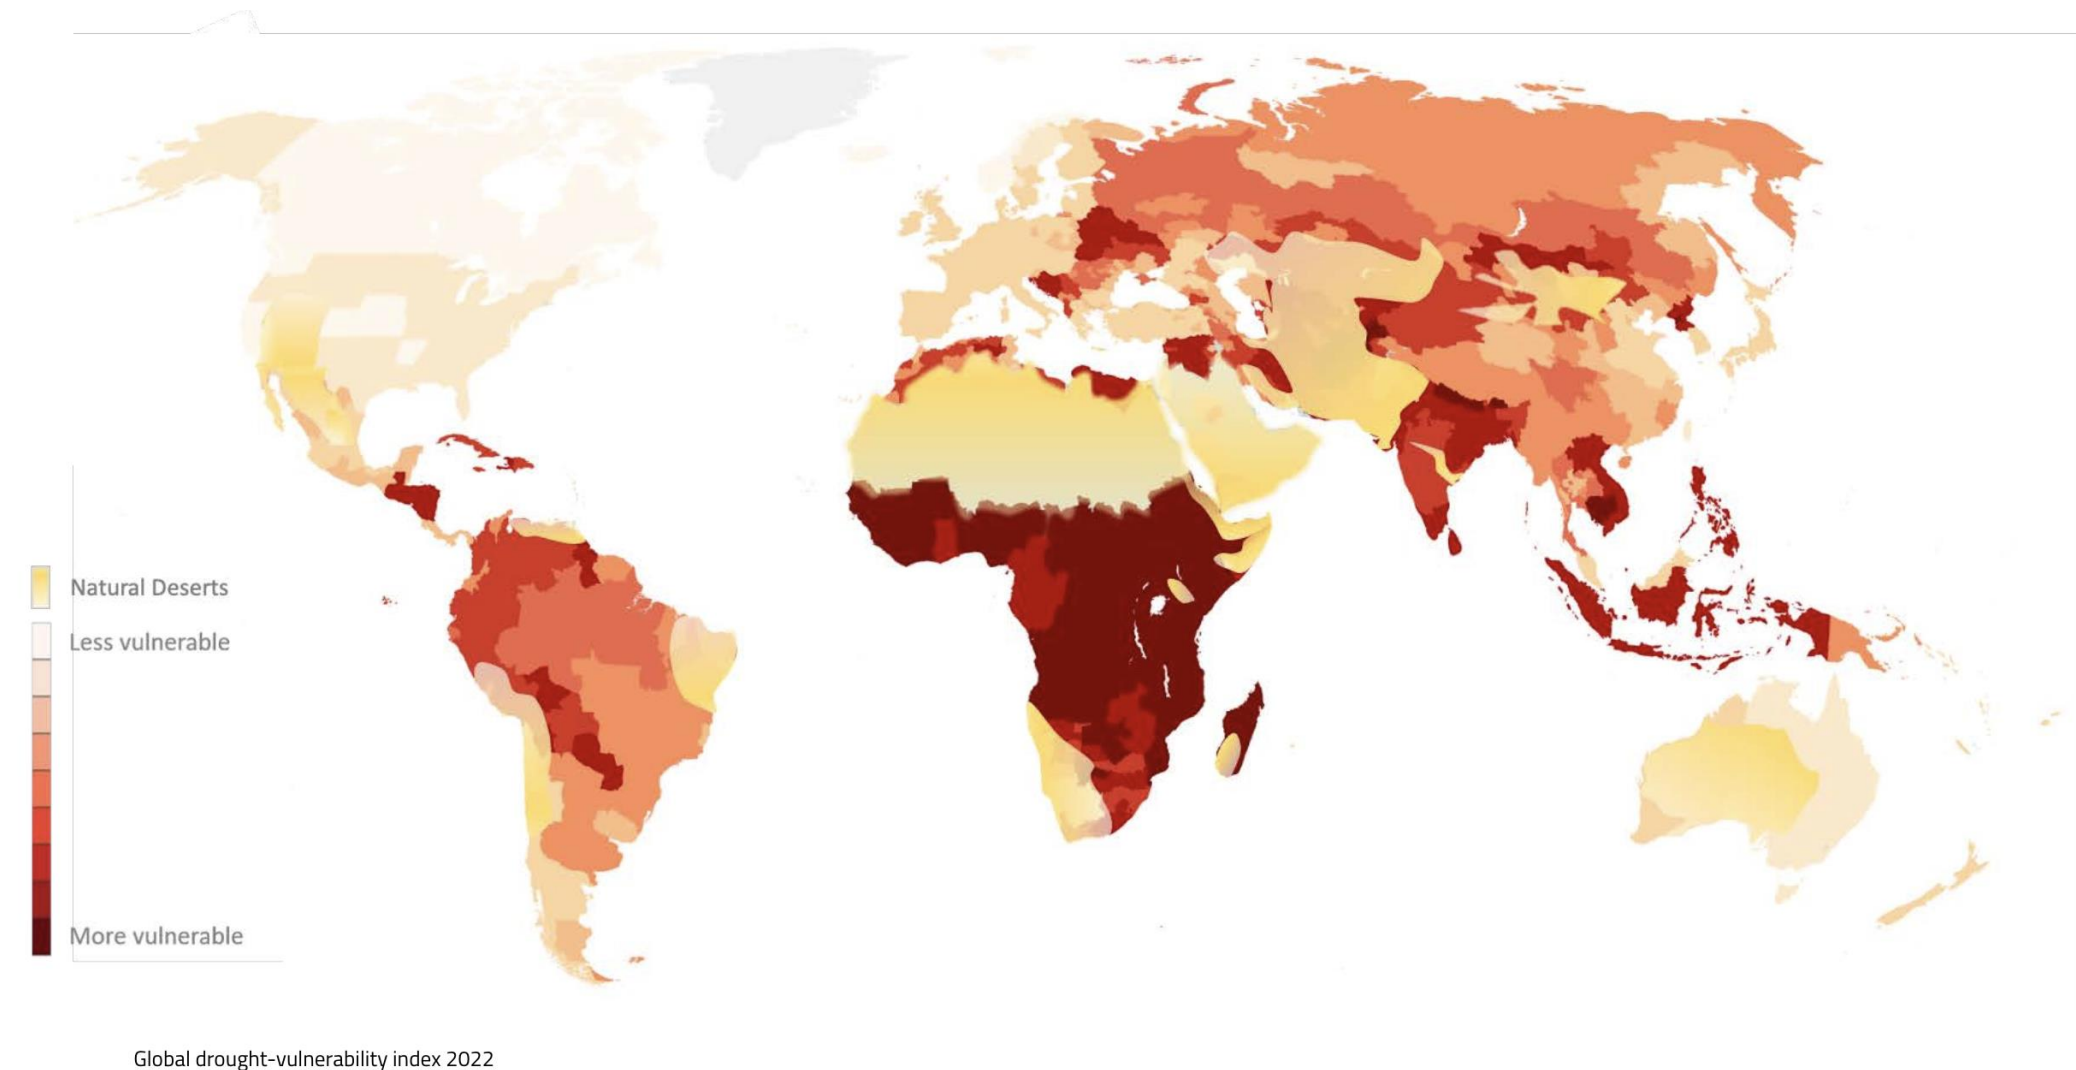 Natural Deserts
Less vulnerable
More vulnerable
Global drought-vulnerability index 2022